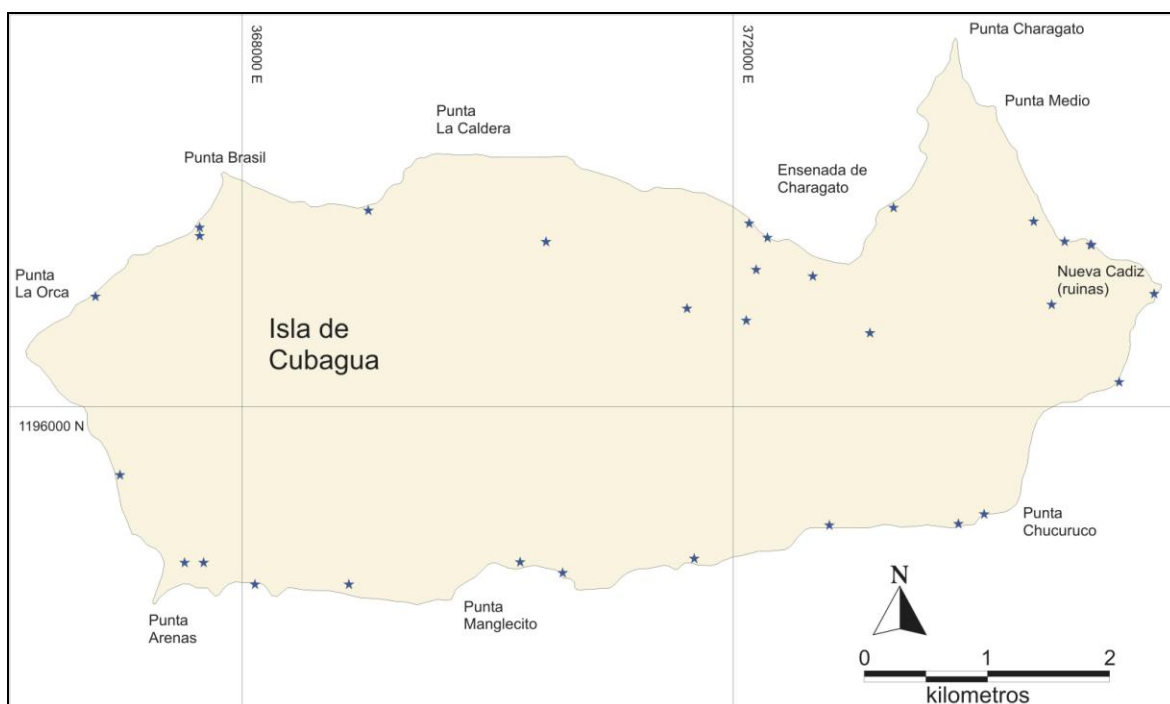 368000 E
372000 E
Punta Charagato
Punta Medio
Punta
La Caldera
Punta Brasil
Ensenada de
Charagato
Punta
La Orca
Nueva Cadiz
(ruinas)
Isla de
Cubagua
1196000 N
Punta
Chucuruco
Punta
Arenas
Punta
Manglecito
N
0 1 2
kilometros